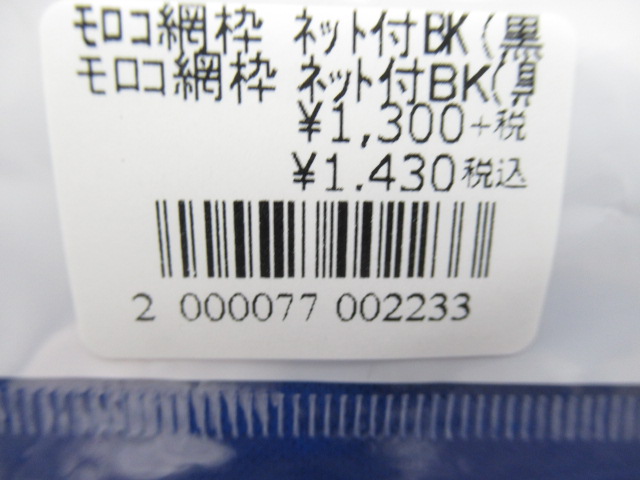 モロコ網枠 ネット付BK(黒
モロコ網枠 ネット付BK(
¥1,300+税
¥1.430税込
2 000077 002233